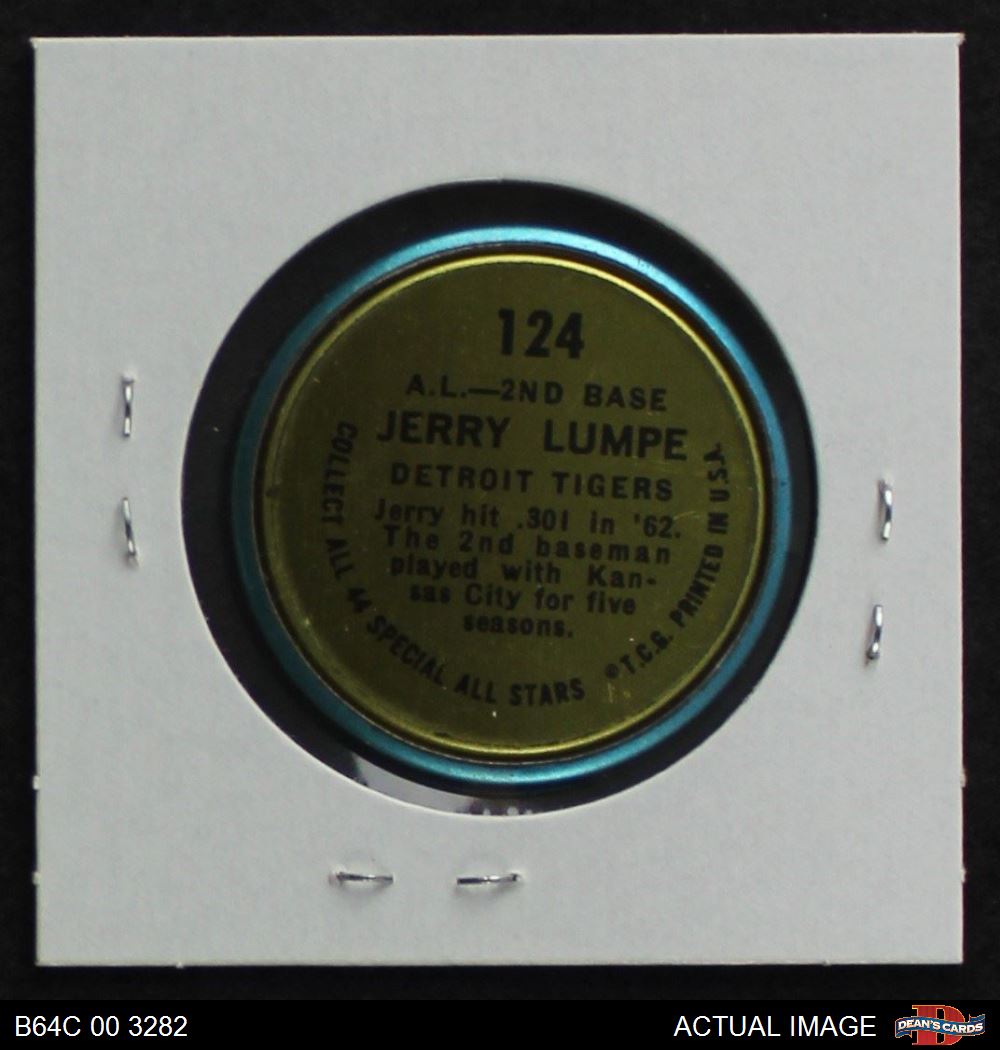 124
A.L.—2ND BASE
JERRY LUMPE
DETROIT TIGERS
Jerry hit .301 in '62.
The 2nd baseman
played with Kan-
sas City for five
seasons.
COLLECT ALL 44 SPECIAL ALL STARS
©T.C.G. PRINTED IN U.S.A.
B64C 00 3282
ACTUAL IMAGE
D
DEAN'S CARDS